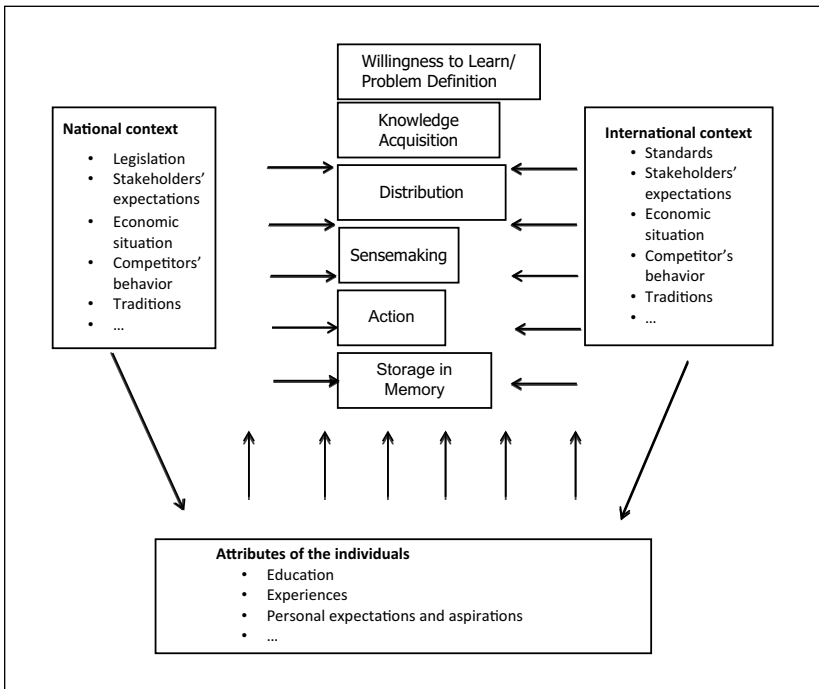 Willingness to Learn/
Problem Definition
Knowledge
Acquisition
Distribution
Sensemaking
Action
Storage in
Memory
National context
• Legislation
• Stakeholders'
expectations
• Economic
situation
• Competitors'
behavior
• Traditions
• ...
International context
• Standards
• Stakeholders'
expectations
• Economic
situation
• Competitor's
behavior
• Traditions
• ...
Attributes of the individuals
• Education
• Experiences
• Personal expectations and aspirations
• ...